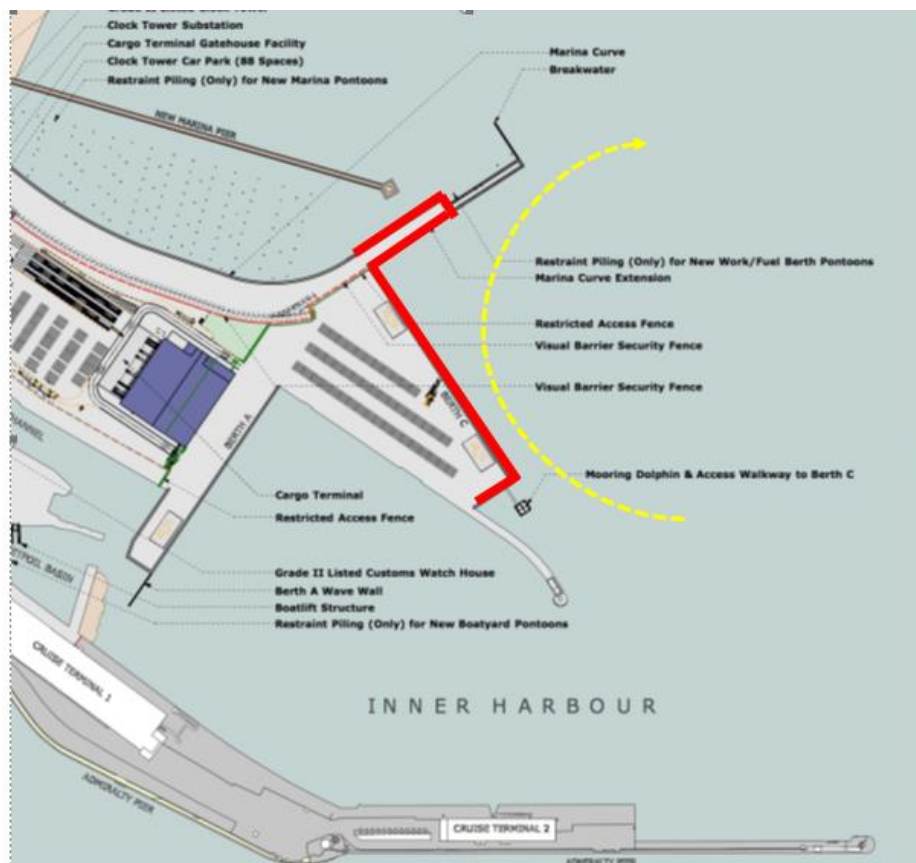 Clock Tower Substation
Cargo Terminal Gatehouse Facility
Clock Tower Car Park (88 Spaces)
Restraint Piling (Only) for New Marina Pontoons
Marina Curve
Breakwater
NEW MARINA PIER
Restraint Piling (Only) for New Work/Fuel Berth Pontoons
Marina Curve Extension
Restricted Access Fence
Visual Barrier Security Fence
Visual Barrier Security Fence
BERTH C
BERTH A
CHANNEL
Mooring Dolphin & Access Walkway to Berth C
Cargo Terminal
Restricted Access Fence
Grade II Listed Customs Watch House
Berth A Wave Wall
Boatlift Structure
Restraint Piling (Only) for New Boatyard Pontoons
BASIN
CRUISE TERMINAL 1
INNER HARBOUR
ADMIRALTY PIER
CRUISE TERMINAL 2
ADMIRALTY PIER